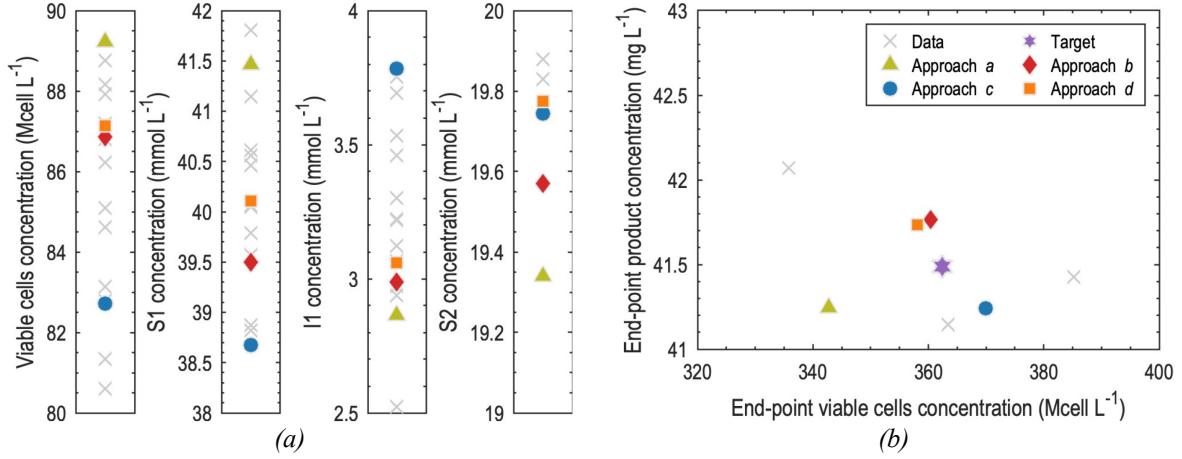 Viable cells concentration (Mcell L⁻¹)
90
88
86
84
82
80
S1 concentration (mmol L⁻¹)
42
41.5
41
40.5
40
39.5
39
38.5
38
I1 concentration (mmol L⁻¹)
4
3.5
3
2.5
S2 concentration (mmol L⁻¹)
20
19.8
19.6
19.4
19.2
19
(a)
End-point product concentration (mg L⁻¹)
43
42.5
42
41.5
41
Data Target
Approach a Approach b
Approach c Approach d
320 340 360 380 400
End-point viable cells concentration (Mcell L⁻¹)
(b)